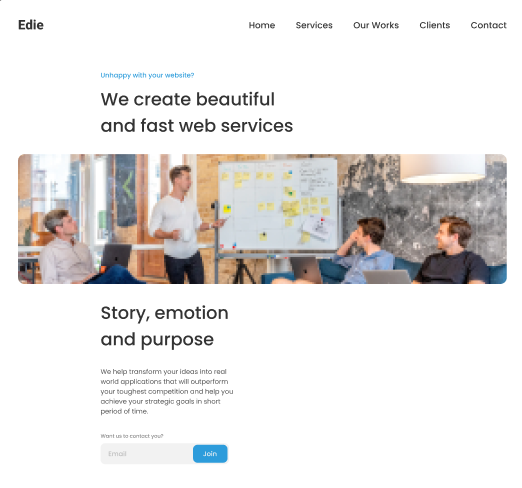 Edie
Home Services Our Works Clients Contact
Unhappy with your website?
We create beautiful
and fast web services
Story, emotion
and purpose
We help transform your ideas into real
world applications that will outperform
your toughest competition and help you
achieve your strategic goals in short
period of time.
Want us to contact you?
Email Join